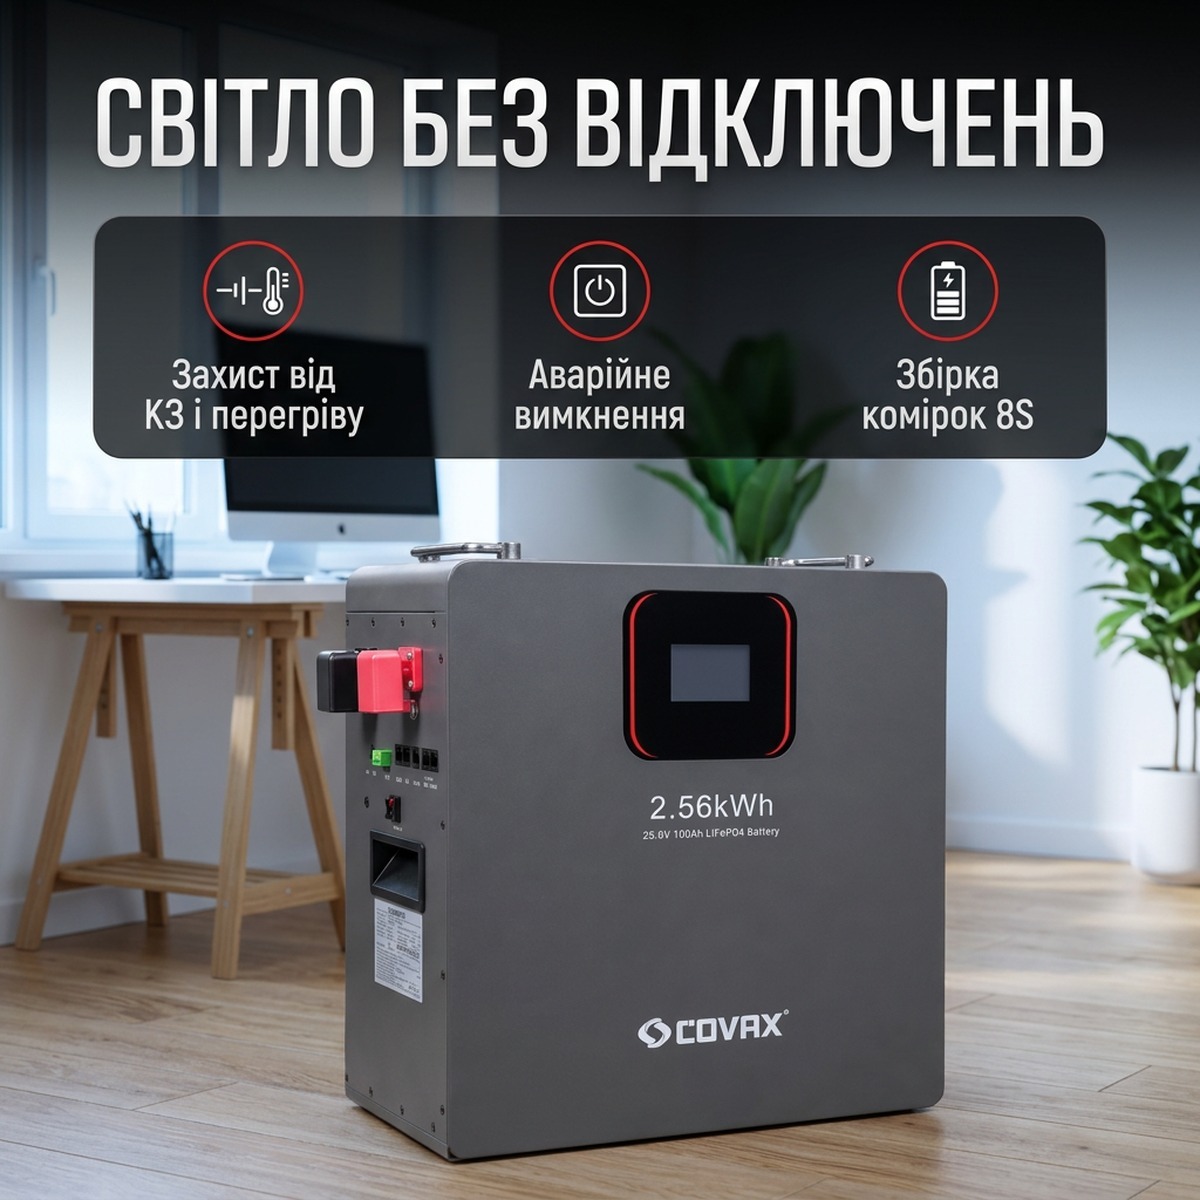 СВІТЛО БЕЗ ВІДКЛЮЧЕНЬ
Захист від
КЗ і перегріву
Аварійне
вимкнення
Збірка
комірок 8S
2.56kWh
25.6V 100Ah LiFePO4 Battery
COVAX